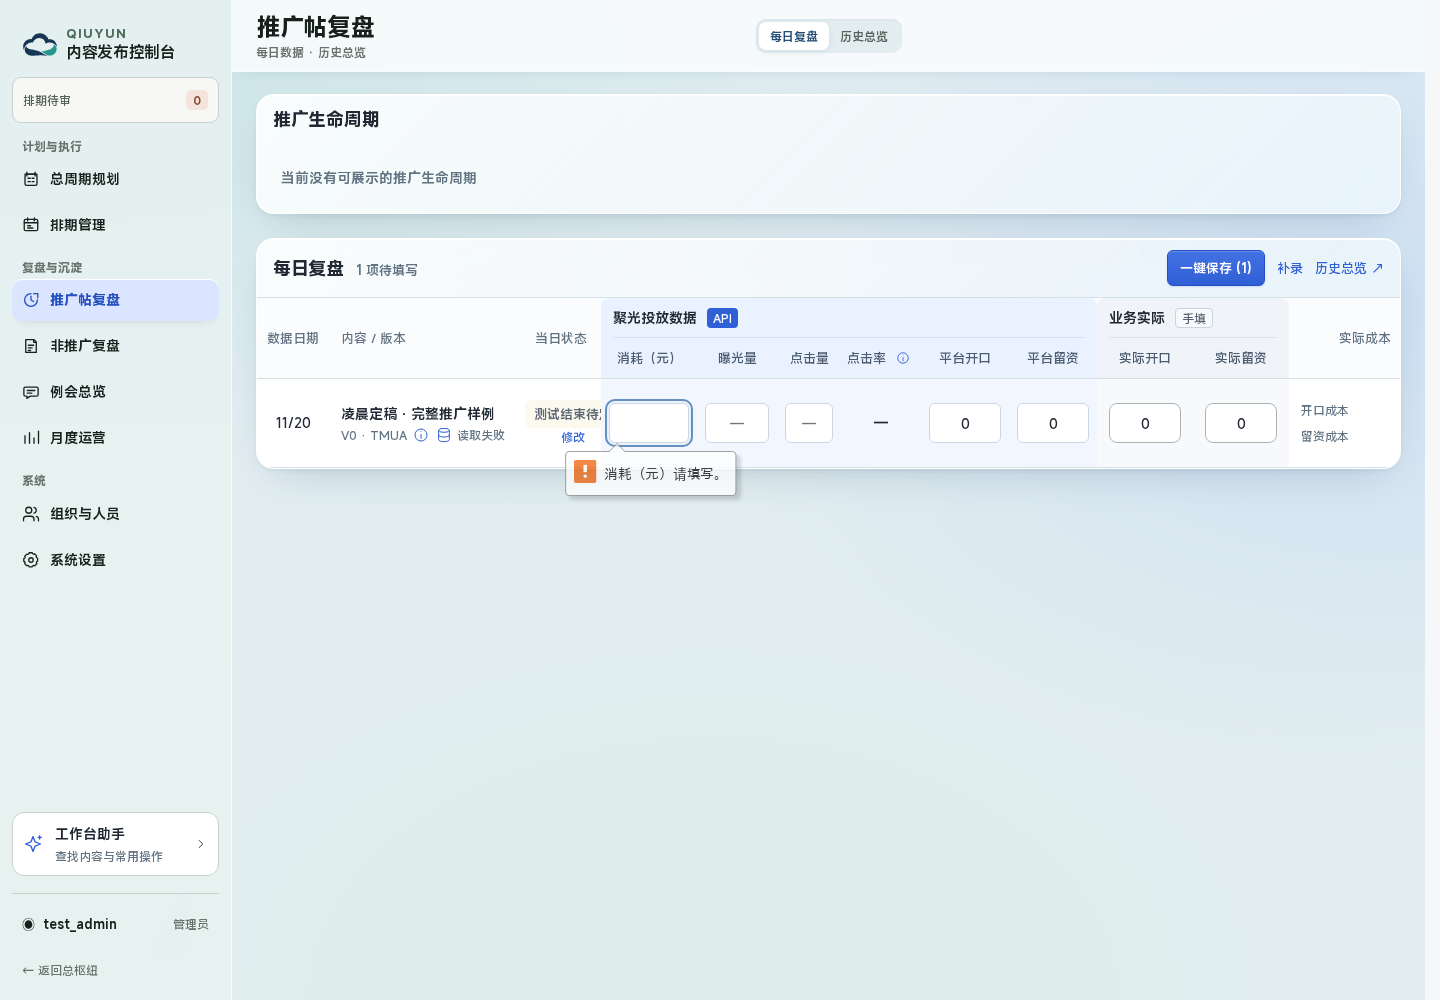 QIUYUN
内容发布控制台
排期待审 0
计划与执行
总周期规划
排期管理
复盘与沉淀
推广帖复盘
非推广复盘
例会总览
月度运营
系统
组织与人员
系统设置
工作台助手
查找内容与常用操作
test_admin 管理员
← 返回总枢纽
推广帖复盘
每日数据 · 历史总览
每日复盘 历史总览
推广生命周期
当前没有可展示的推广生命周期
每日复盘 1 项待填写
一键保存 (1) 补录 历史总览 ↗
数据日期 内容 / 版本 当日状态 聚光投放数据 API 业务实际 手填 实际成本
消耗（元） 曝光量 点击量 点击率 平台开口 平台留资 实际开口 实际留资
11/20 凌晨定稿 · 完整推广样例 测试结束待 — — — 0 0 0 0 开口成本
V0 · TMUA 读取失败 修改 留资成本
消耗（元）请填写。